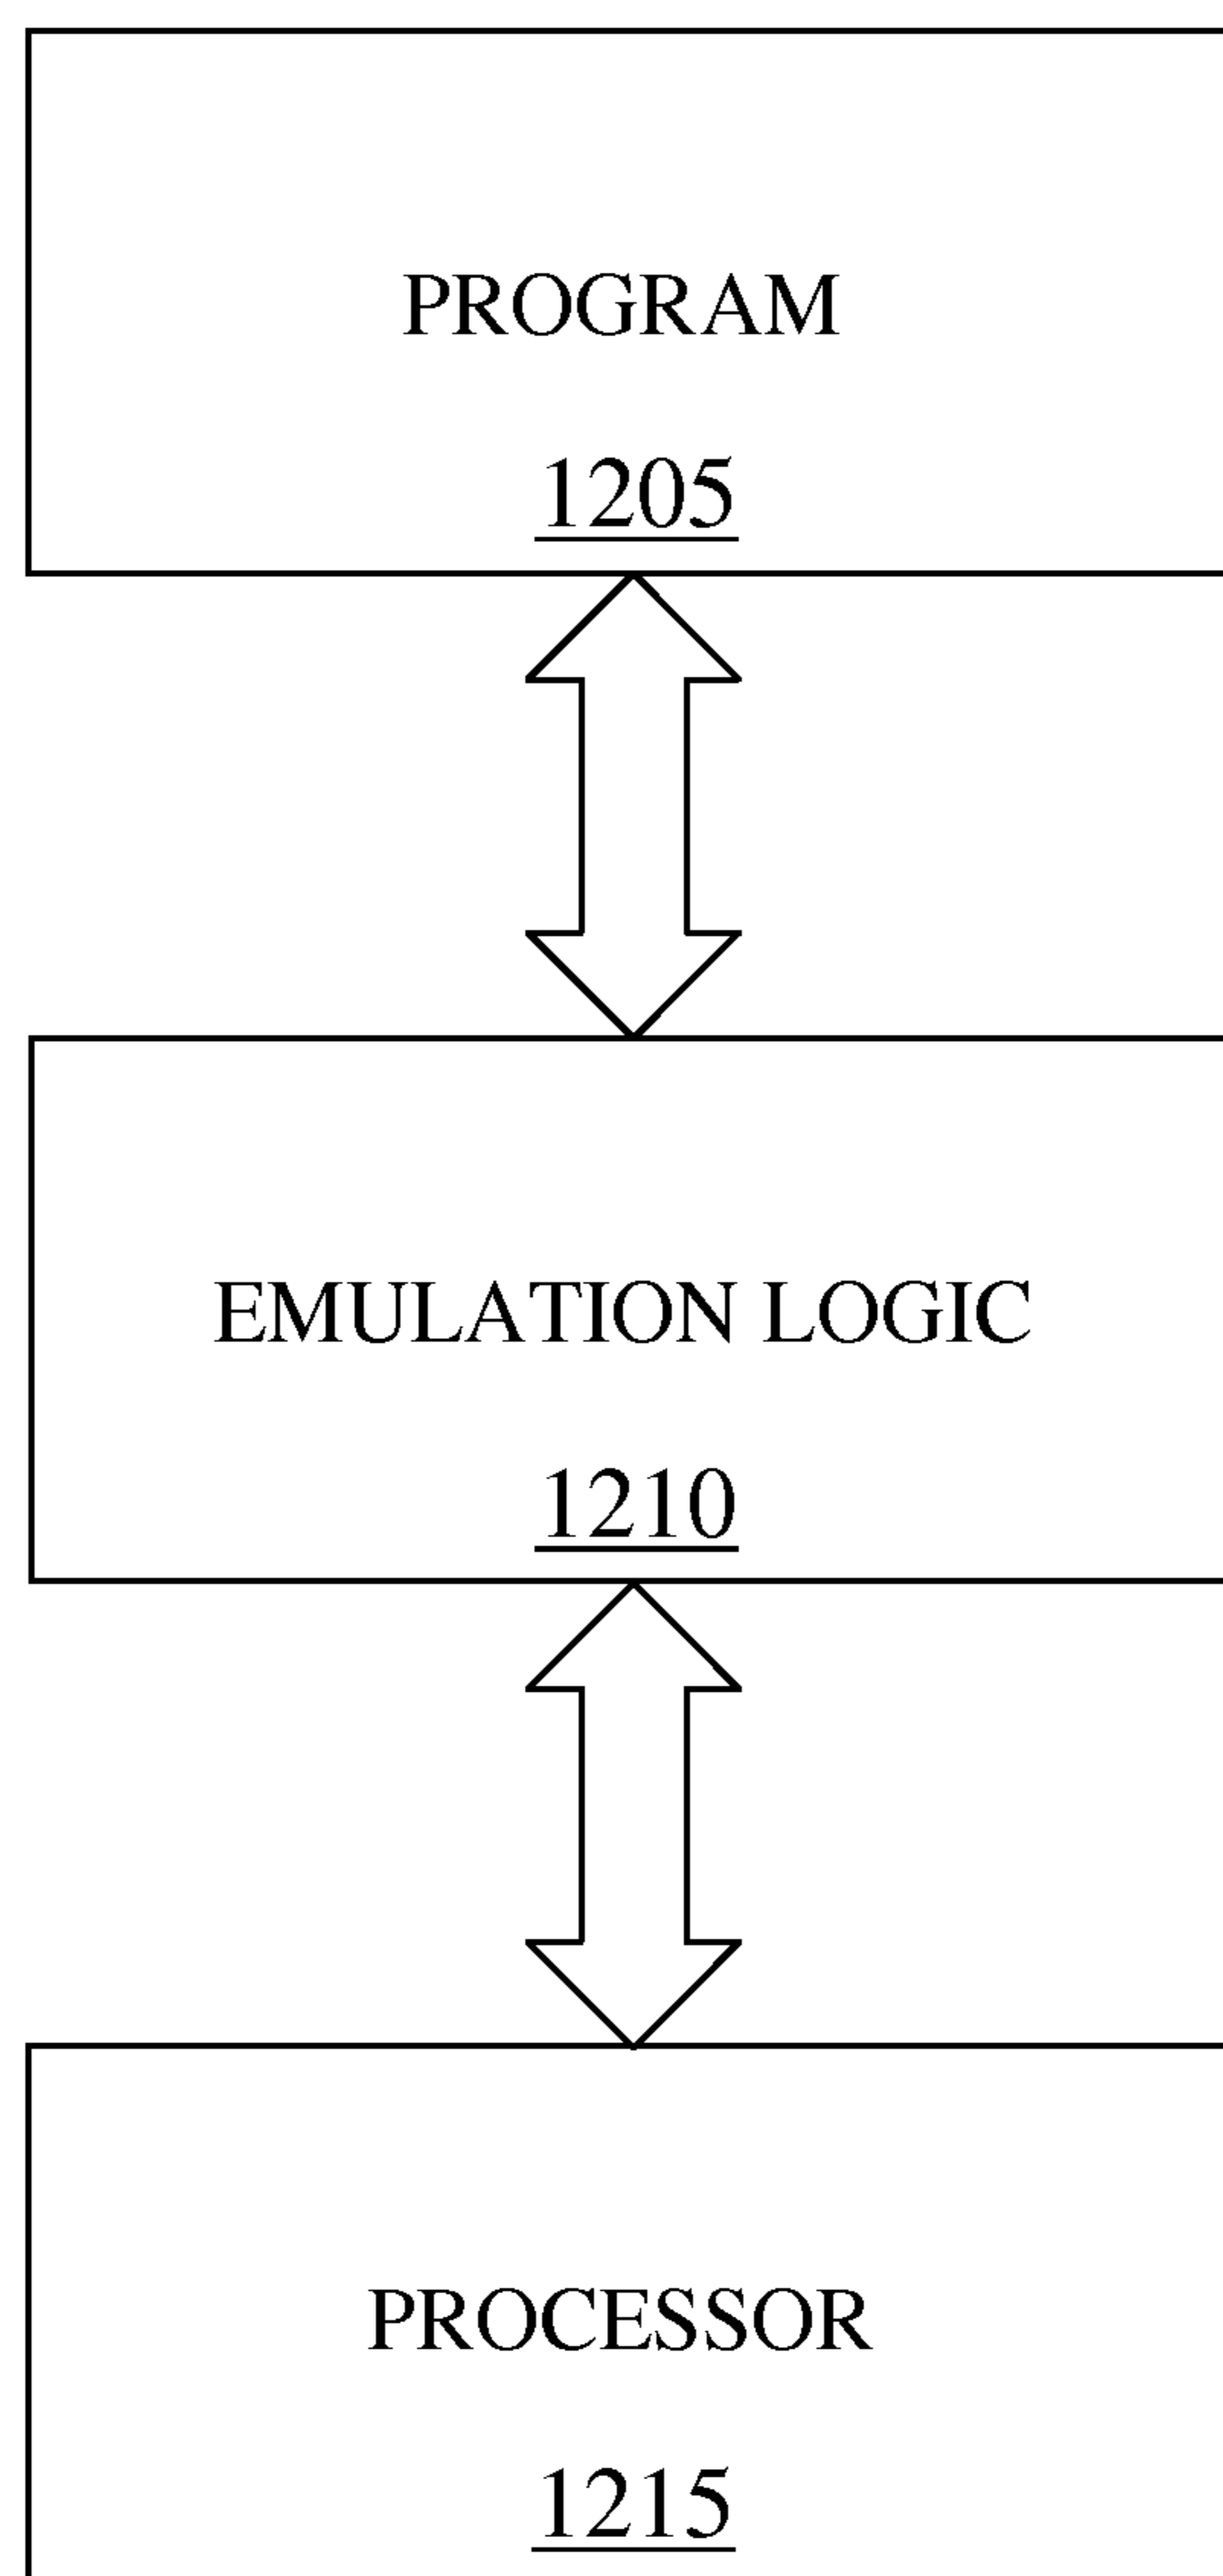 PROGRAM
1205
EMULATION LOGIC
1210
PROCESSOR
1215